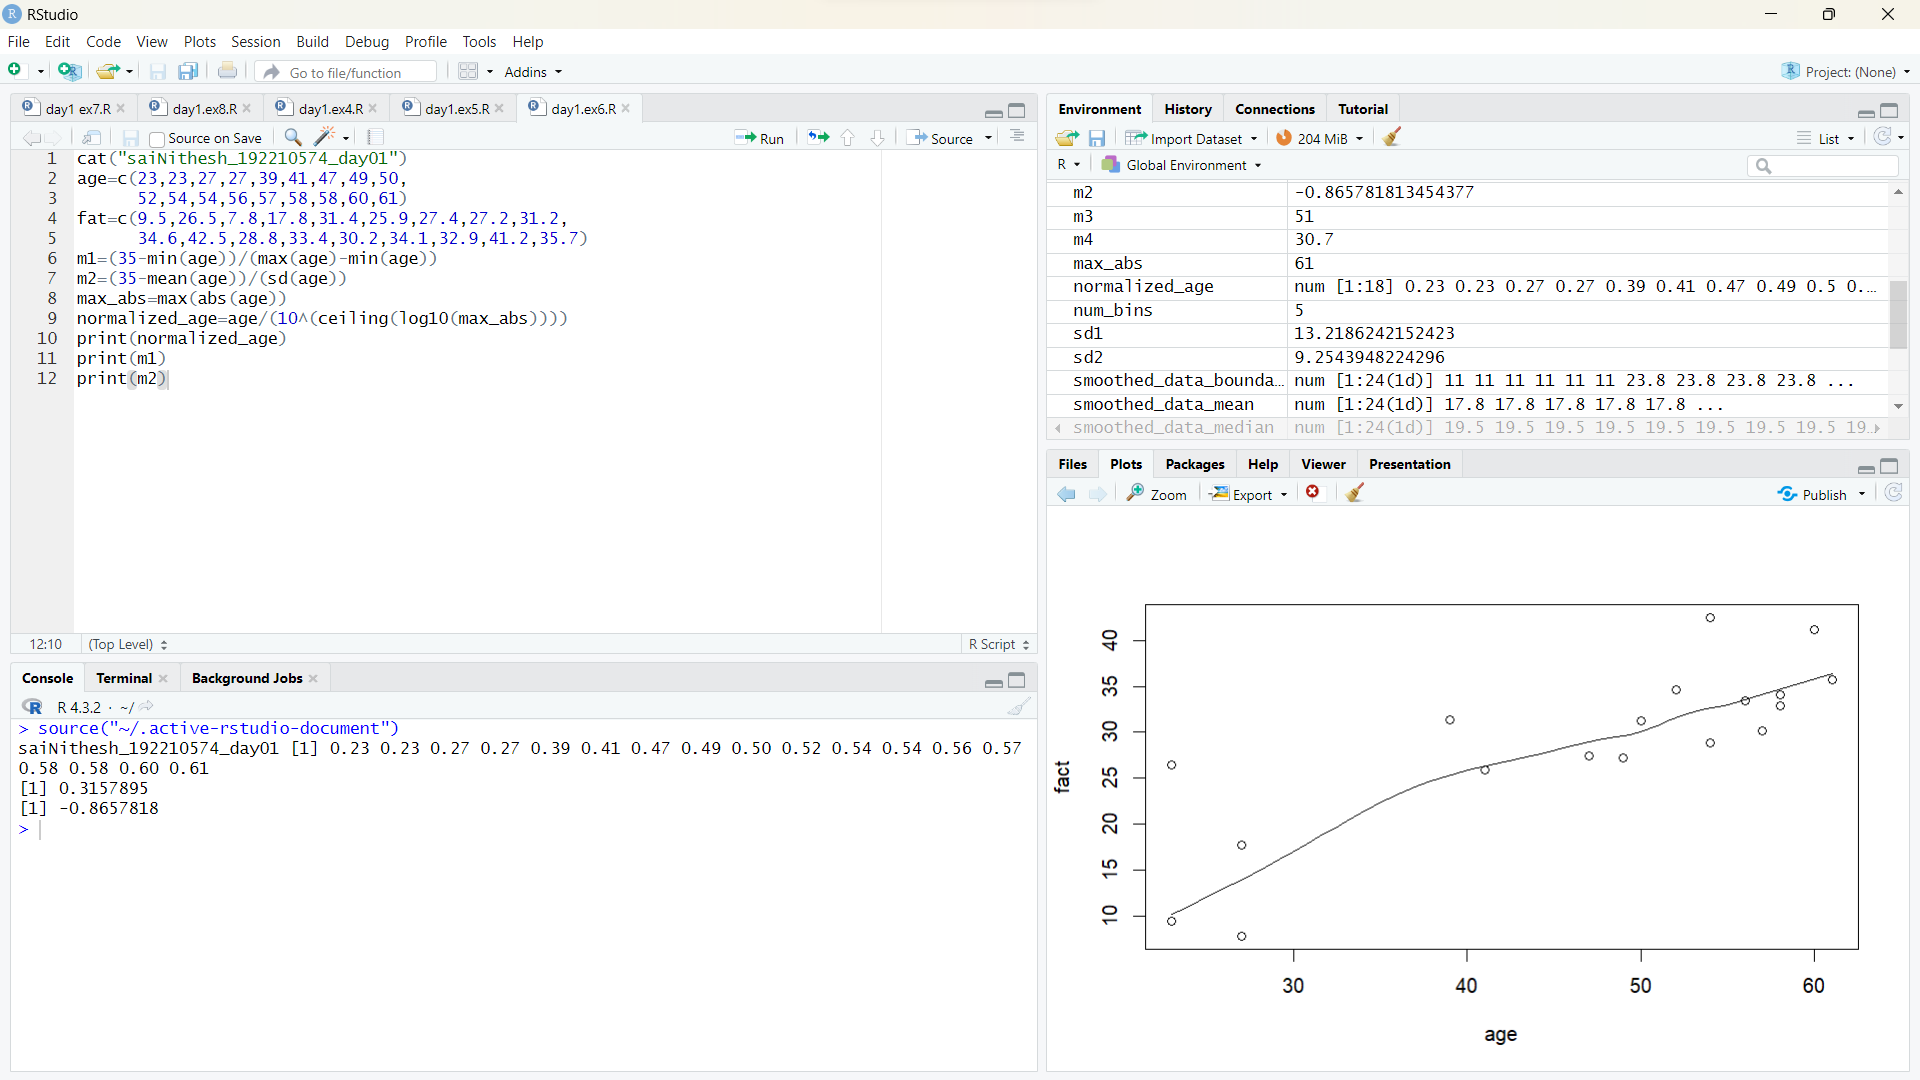 RStudio
File Edit Code View Plots Session Build Debug Profile Tools Help
Go to file/function Addins Project: (None)
day1 ex7.R day1.ex8.R day1.ex4.R day1.ex5.R day1.ex6.R
Source on Save Run Source
1 cat("saiNithesh_192210574_day01")
2 age=c(23,23,27,27,39,41,47,49,50,
3 52,54,54,56,57,58,58,60,61)
4 fat=c(9.5,26.5,7.8,17.8,31.4,25.9,27.4,27.2,31.2,
5 34.6,42.5,28.8,33.4,30.2,34.1,32.9,41.2,35.7)
6 m1=(35-min(age))/(max(age)-min(age))
7 m2=(35-mean(age))/(sd(age))
8 max_abs=max(abs(age))
9 normalized_age=age/(10^(ceiling(log10(max_abs))))
10 print(normalized_age)
11 print(m1)
12 print(m2)
12:10 (Top Level) R Script
Console Terminal Background Jobs
R 4.3.2 · ~/
> source("~/.active-rstudio-document")
saiNithesh_192210574_day01 [1] 0.23 0.23 0.27 0.27 0.39 0.41 0.47 0.49 0.50 0.52 0.54 0.54 0.56 0.57
0.58 0.58 0.60 0.61
[1] 0.3157895
[1] -0.8657818
>
Environment History Connections Tutorial
Import Dataset 204 MiB List
R Global Environment
m2 -0.865781813454377
m3 51
m4 30.7
max_abs 61
normalized_age num [1:18] 0.23 0.23 0.27 0.27 0.39 0.41 0.47 0.49 0.5 0.…
num_bins 5
sd1 13.2186242152423
sd2 9.2543948224296
smoothed_data_bounda… num [1:24(1d)] 11 11 11 11 11 11 23.8 23.8 23.8 23.8 ...
smoothed_data_mean num [1:24(1d)] 17.8 17.8 17.8 17.8 17.8 ...
smoothed_data_median num [1:24(1d)] 19.5 19.5 19.5 19.5 19.5 19.5 19.5 19.5 19…
Files Plots Packages Help Viewer Presentation
Zoom Export Publish
fact
40
35
30
25
20
15
10
30 40 50 60
age